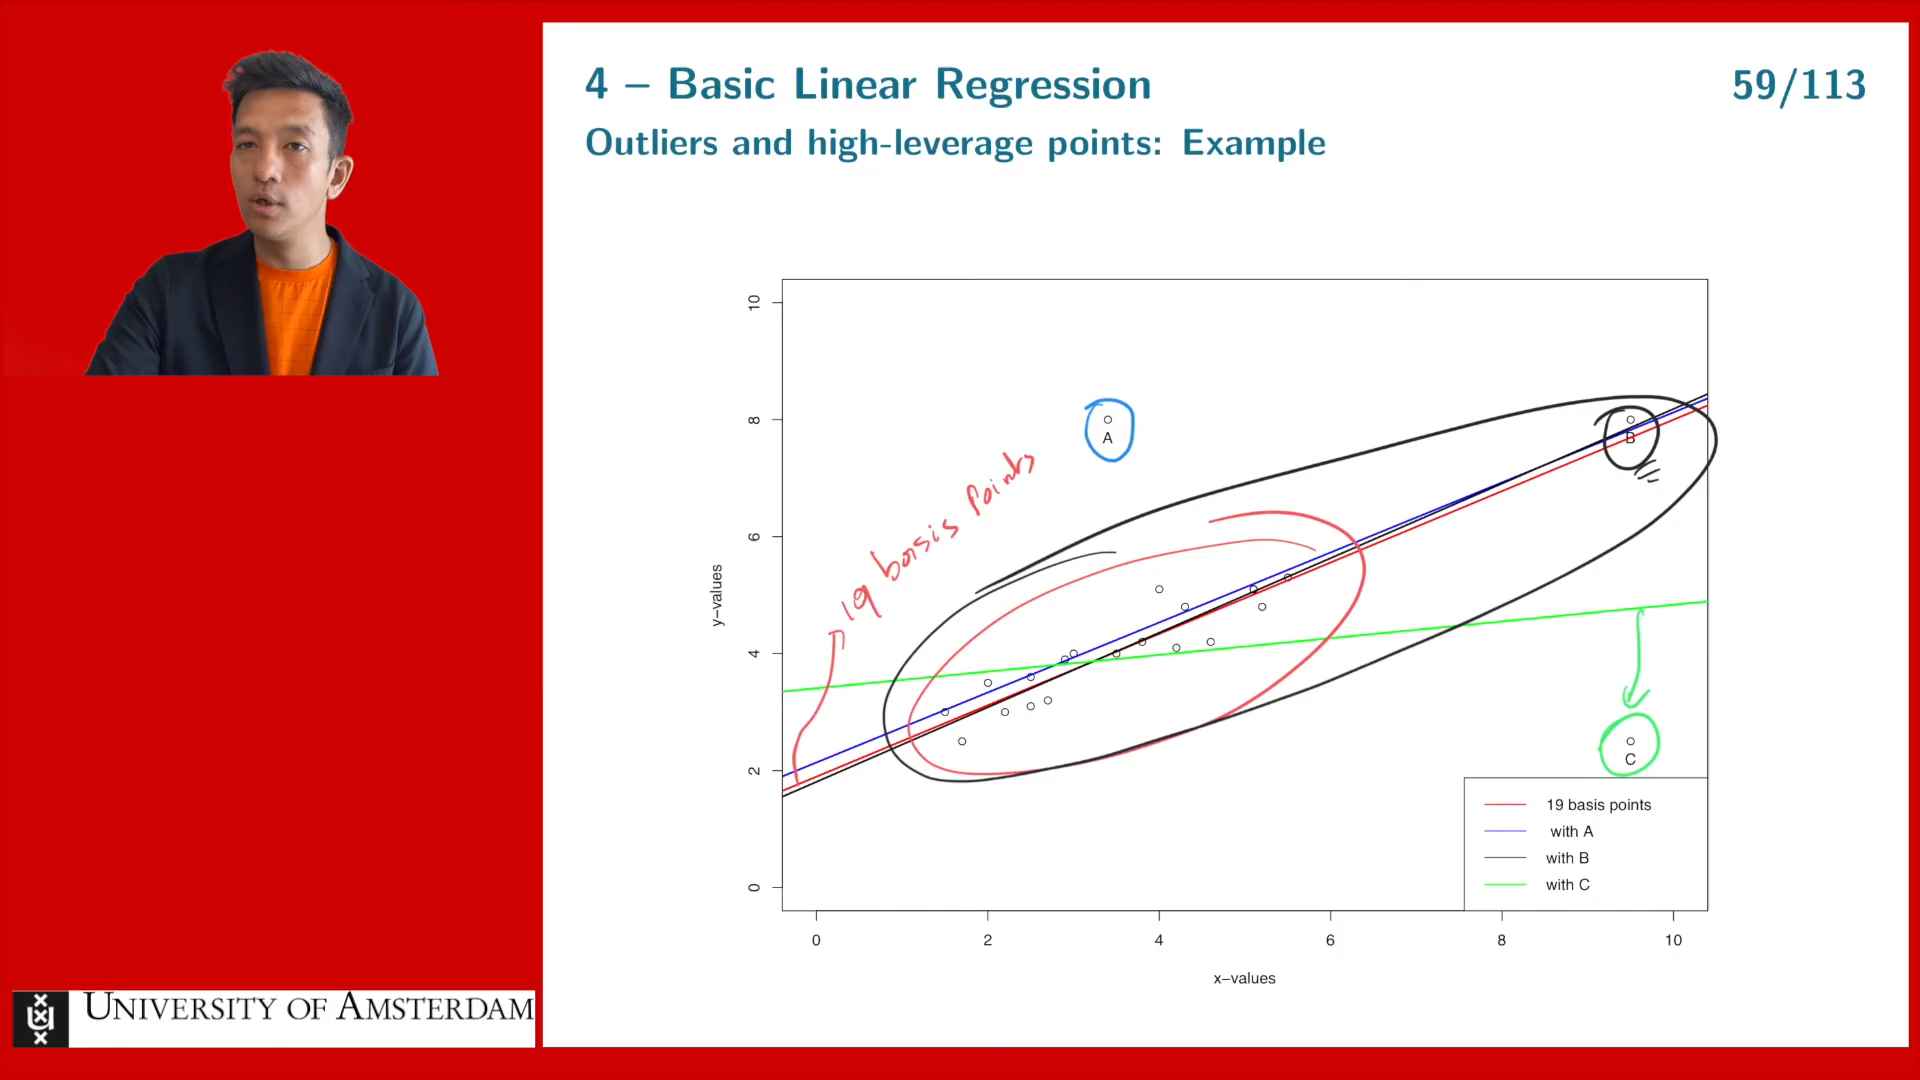 4 – Basic Linear Regression
59/113
Outliers and high-leverage points: Example
10
8
6
4
2
0
y−values
A
B
C
19 basis points
19 basis points
with A
with B
with C
0
2
4
6
8
10
x−values
UNIVERSITY OF AMSTERDAM